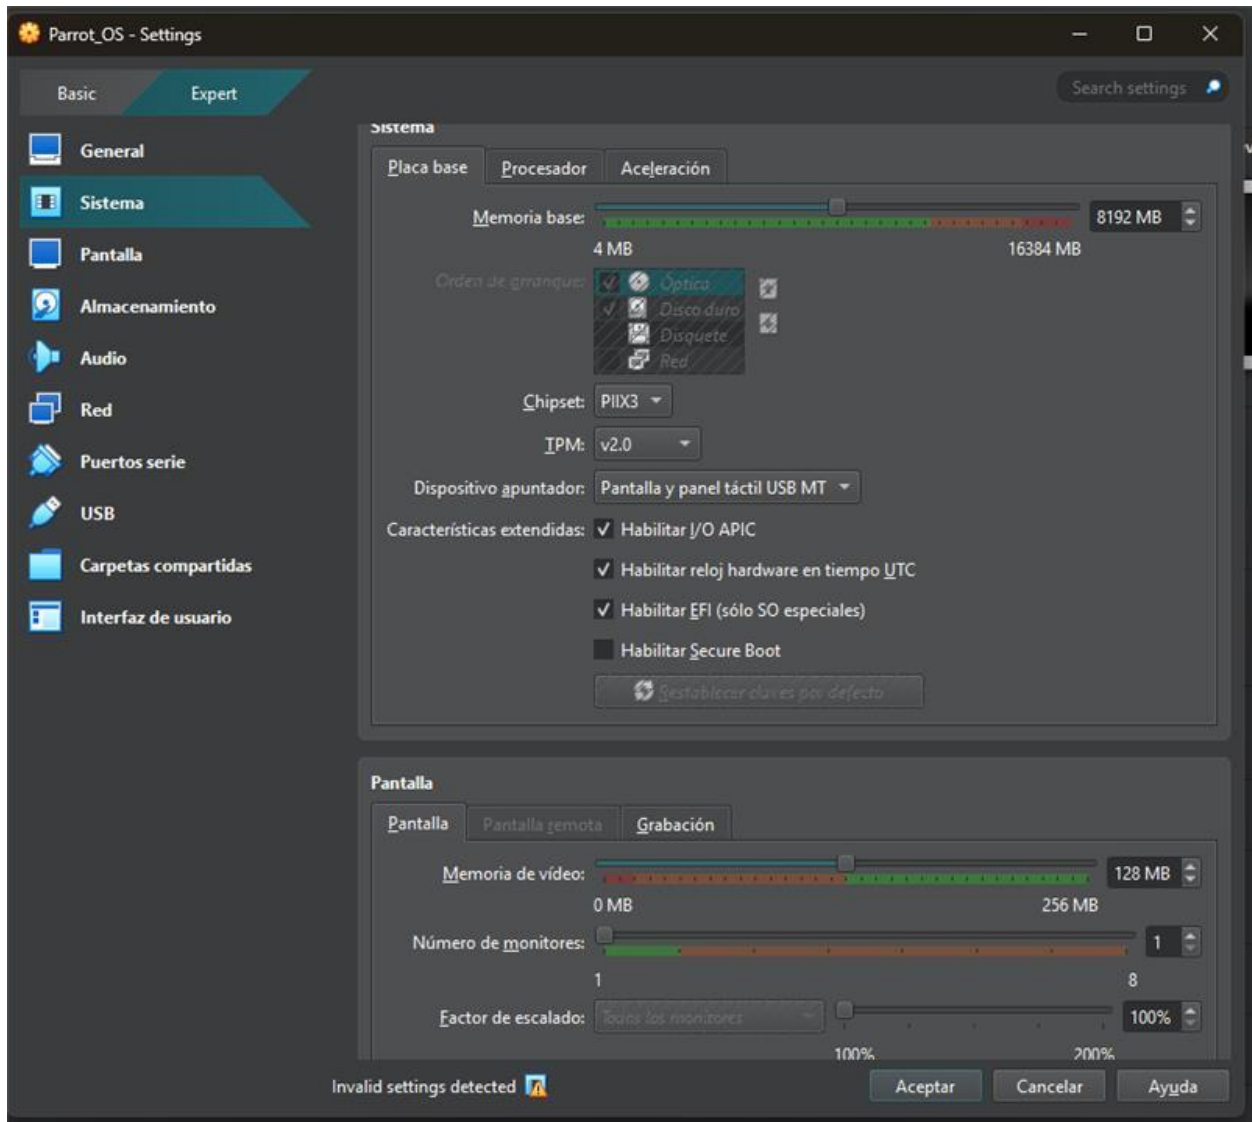 Parrot_OS - Settings
Basic
Expert
Search settings
General
Sistema
Pantalla
Almacenamiento
Audio
Red
Puertos serie
USB
Carpetas compartidas
Interfaz de usuario
Sistema
Placa base
Procesador
Aceleración
Memoria base:
8192 MB
4 MB
16384 MB
Orden de arranque:
Óptica
Disco duro
Disquete
Red
Chipset: PIIX3
TPM: v2.0
Dispositivo apuntador: Pantalla y panel táctil USB MT
Características extendidas: Habilitar I/O APIC
Habilitar reloj hardware en tiempo UTC
Habilitar EFI (sólo SO especiales)
Habilitar Secure Boot
Restablecer claves por defecto
Pantalla
Pantalla
Pantalla remota
Grabación
Memoria de vídeo:
128 MB
0 MB
256 MB
Número de monitores:
1
1
8
Factor de escalado:
Todos los monitores
100%
100%
200%
Invalid settings detected
Aceptar
Cancelar
Ayuda